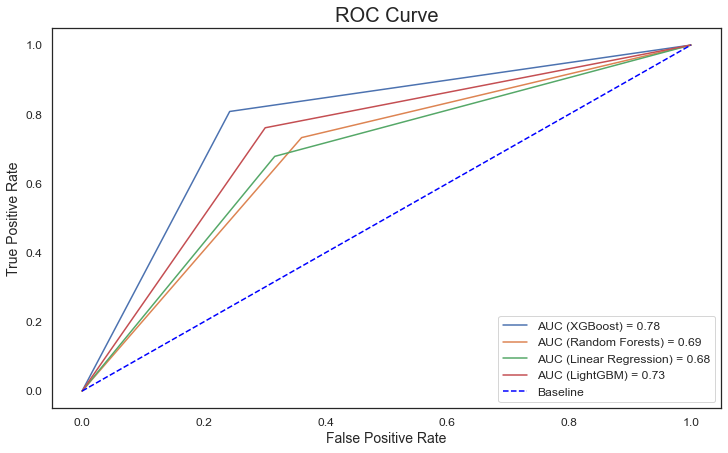 ROC Curve
1.0
0.8
0.6
0.4
0.2
0.0
True Positive Rate
AUC (XGBoost) = 0.78
AUC (Random Forests) = 0.69
AUC (Linear Regression) = 0.68
AUC (LightGBM) = 0.73
Baseline
0.0 0.2 0.4 0.6 0.8 1.0
False Positive Rate